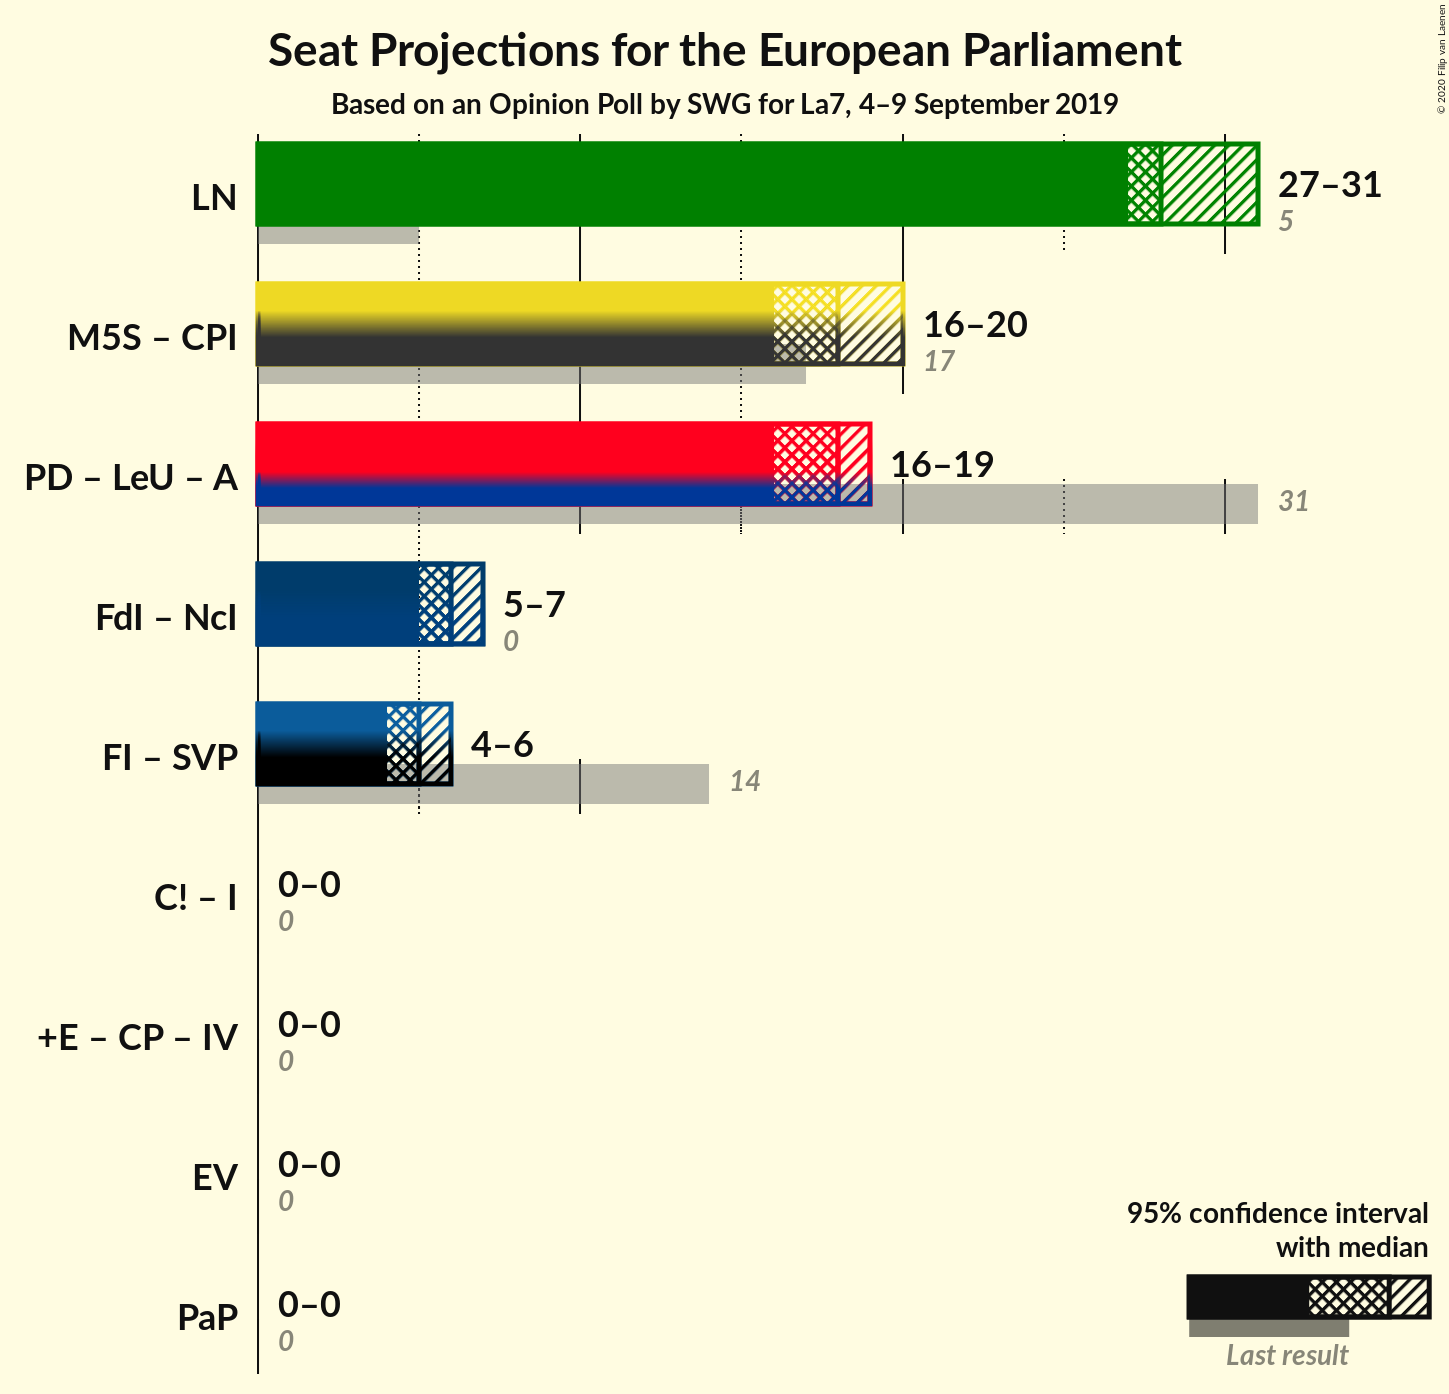 Seat Projections for the European Parliament
Based on an Opinion Poll by SWG for La7, 4–9 September 2019
© 2020 Filip van Laenen
LN
27–31
5
M5S – CPI
16–20
17
PD – LeU – A
16–19
31
FdI – NcI
5–7
0
FI – SVP
4–6
14
C! – I
0–0
0
+E – CP – IV
0–0
0
EV
0–0
0
PaP
0–0
0
95% confidence interval
with median
Last result